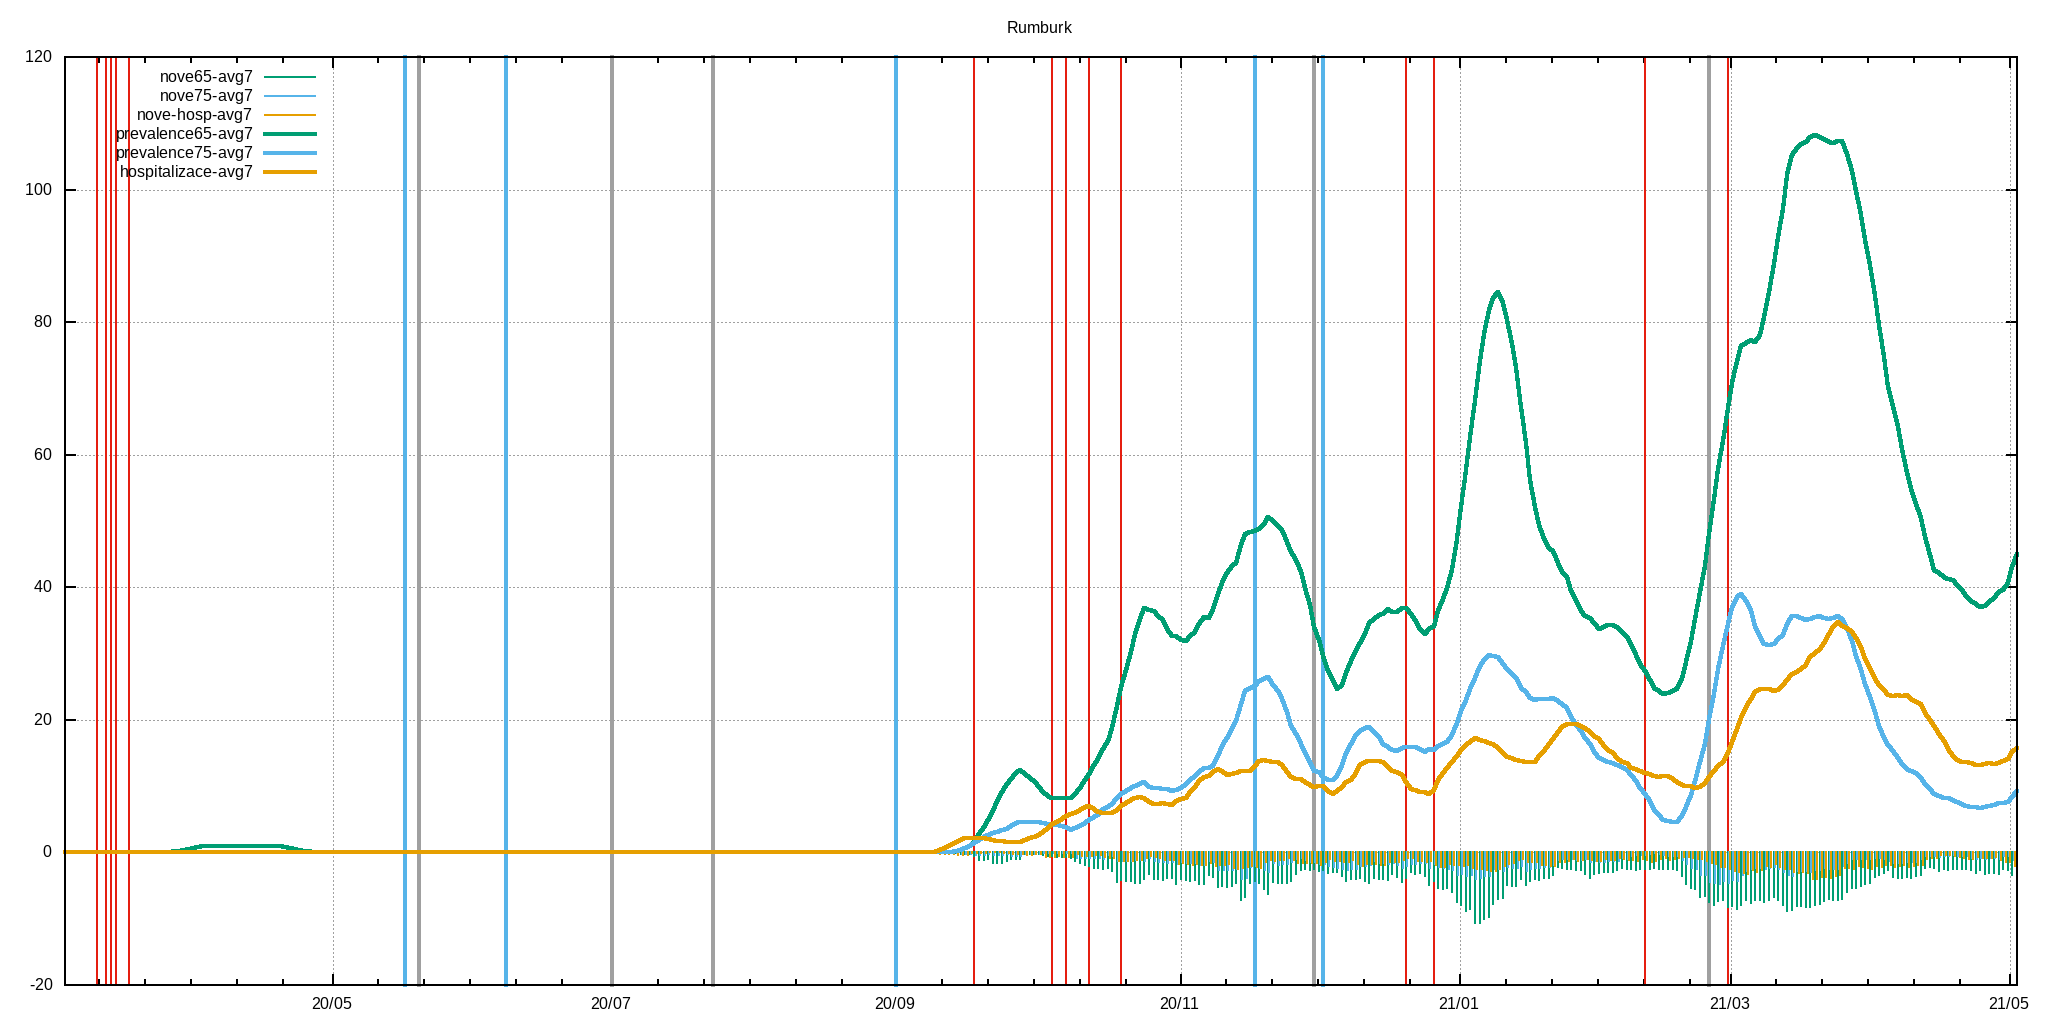 Rumburk
120
100
80
60
40
20
0
-20
nove65-avg7
nove75-avg7
nove-hosp-avg7
prevalence65-avg7
prevalence75-avg7
hospitalizace-avg7
20/05
20/07
20/09
20/11
21/01
21/03
21/05